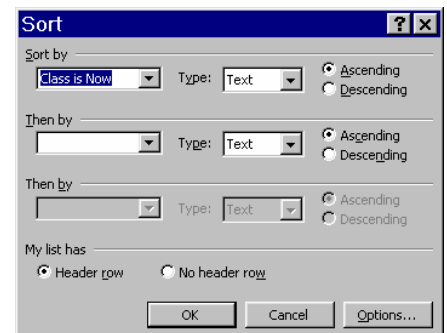 Sort ? ×
Sort by
Class is Now Type: Text Ascending
Descending
Then by
Type: Text Ascending
Descending
Then by
Type: Text Ascending
Descending
My list has
Header row No header row
OK Cancel Options...